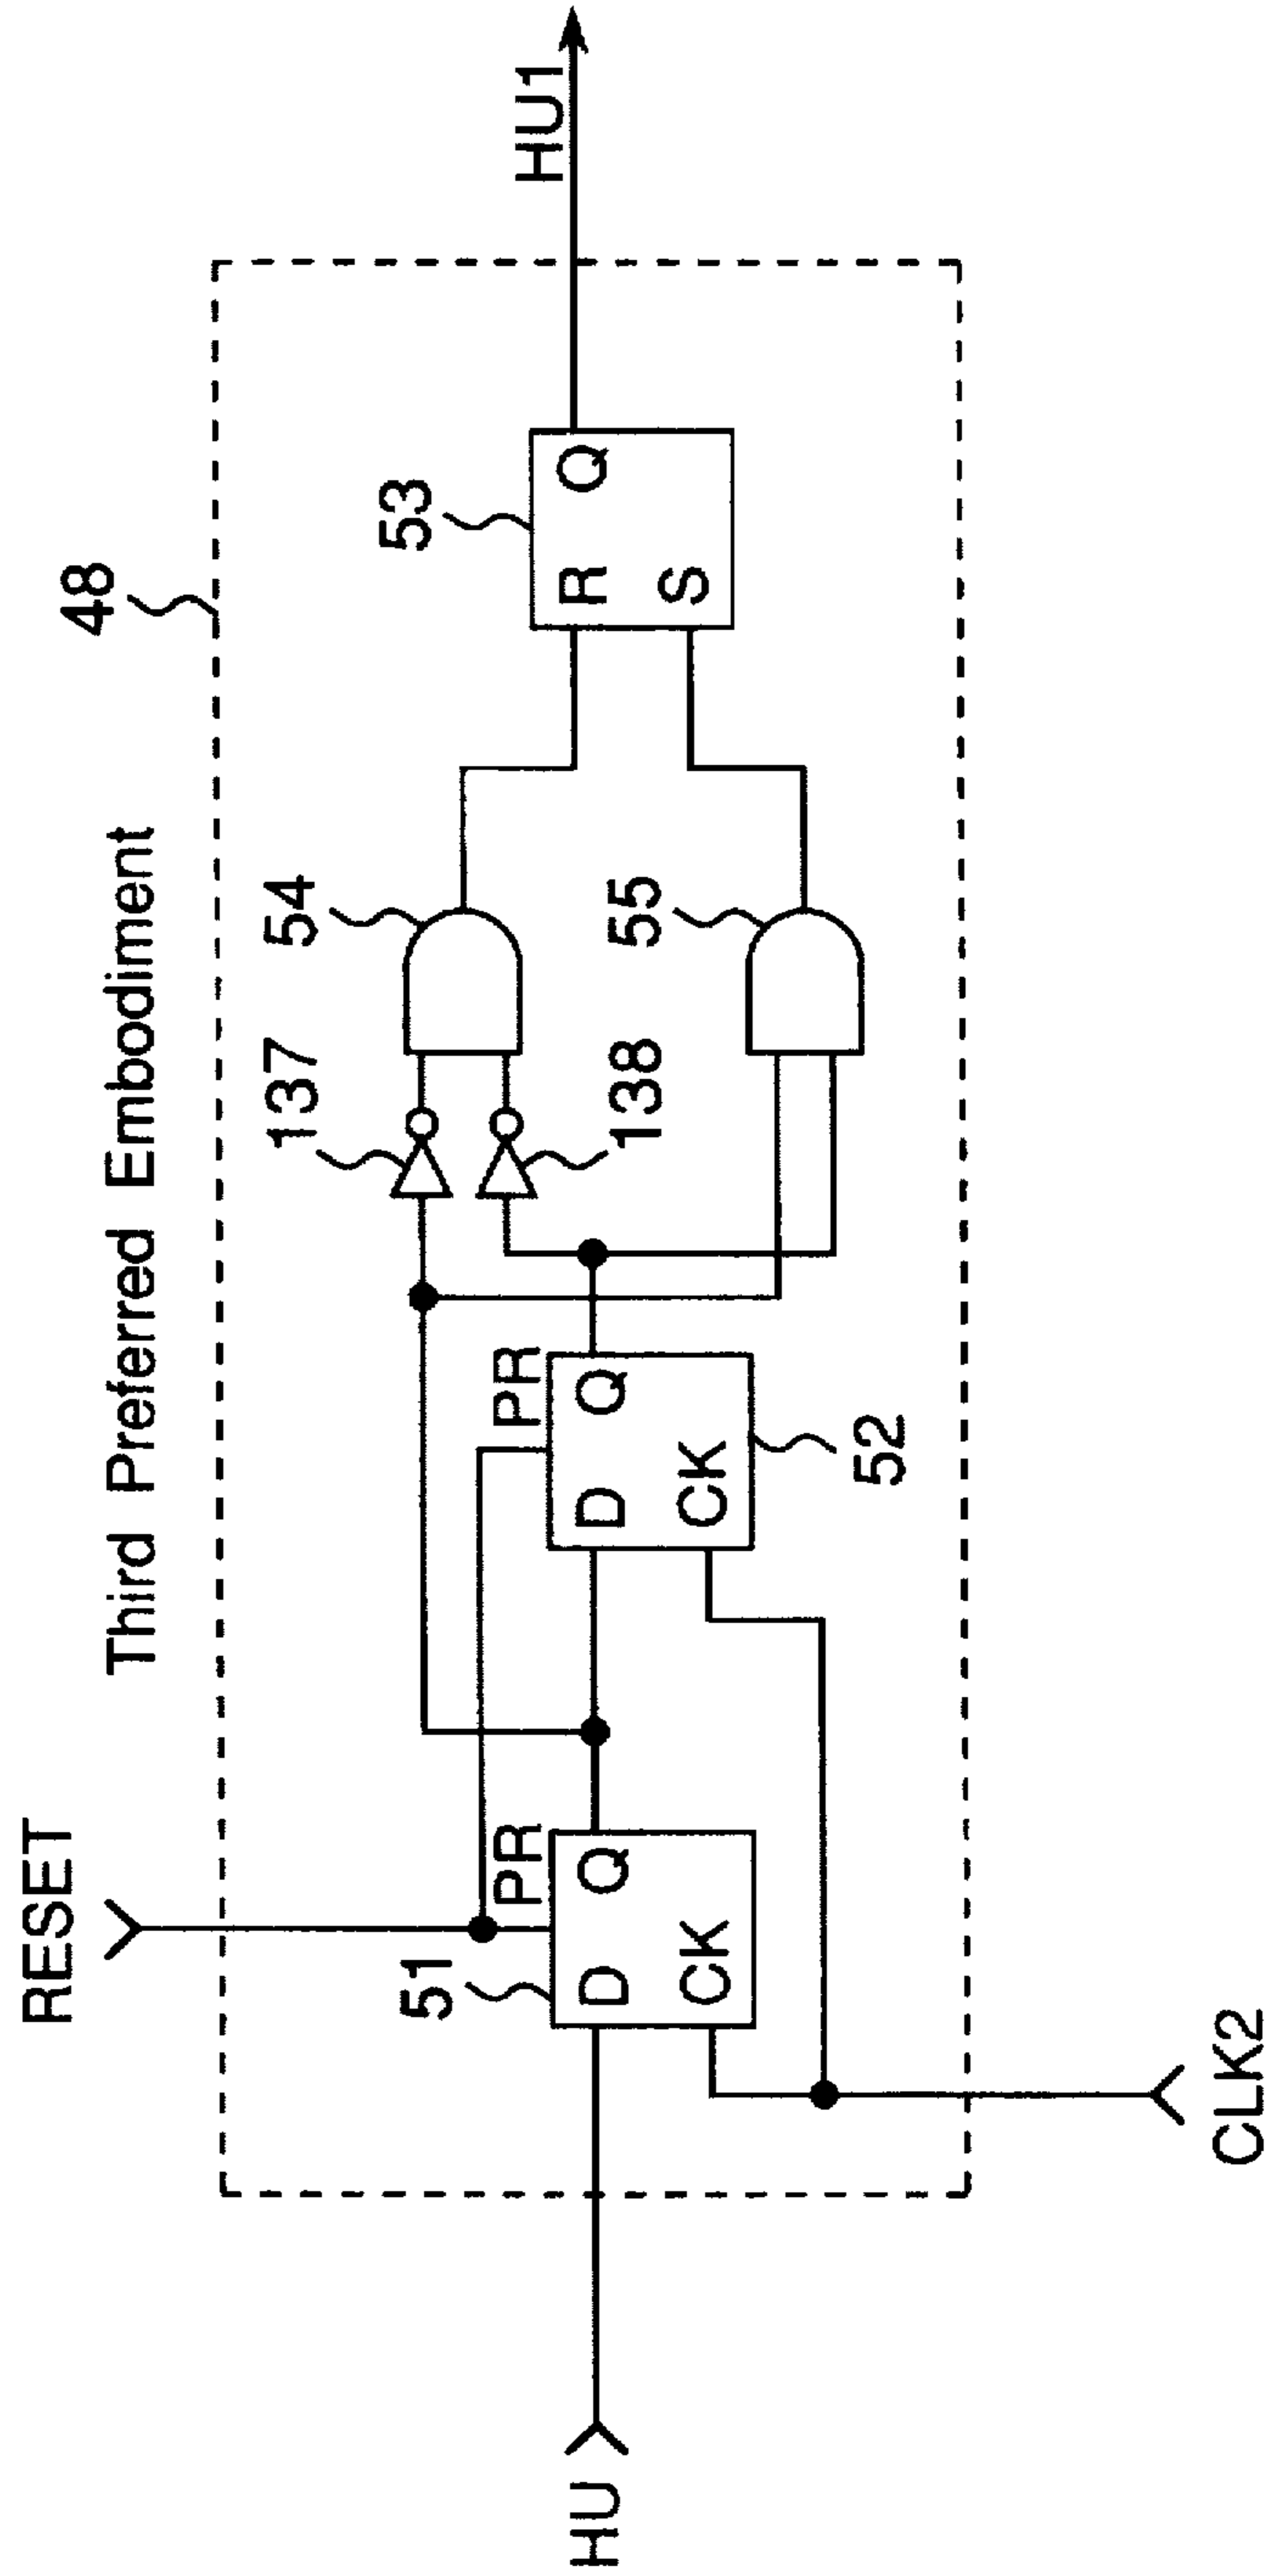 Third Preferred Embodiment
48
RESET
HU
51
D
PR
Q
CK
D
PR
Q
CK
52
137
138
54
55
53
R
Q
S
HU1
CLK2